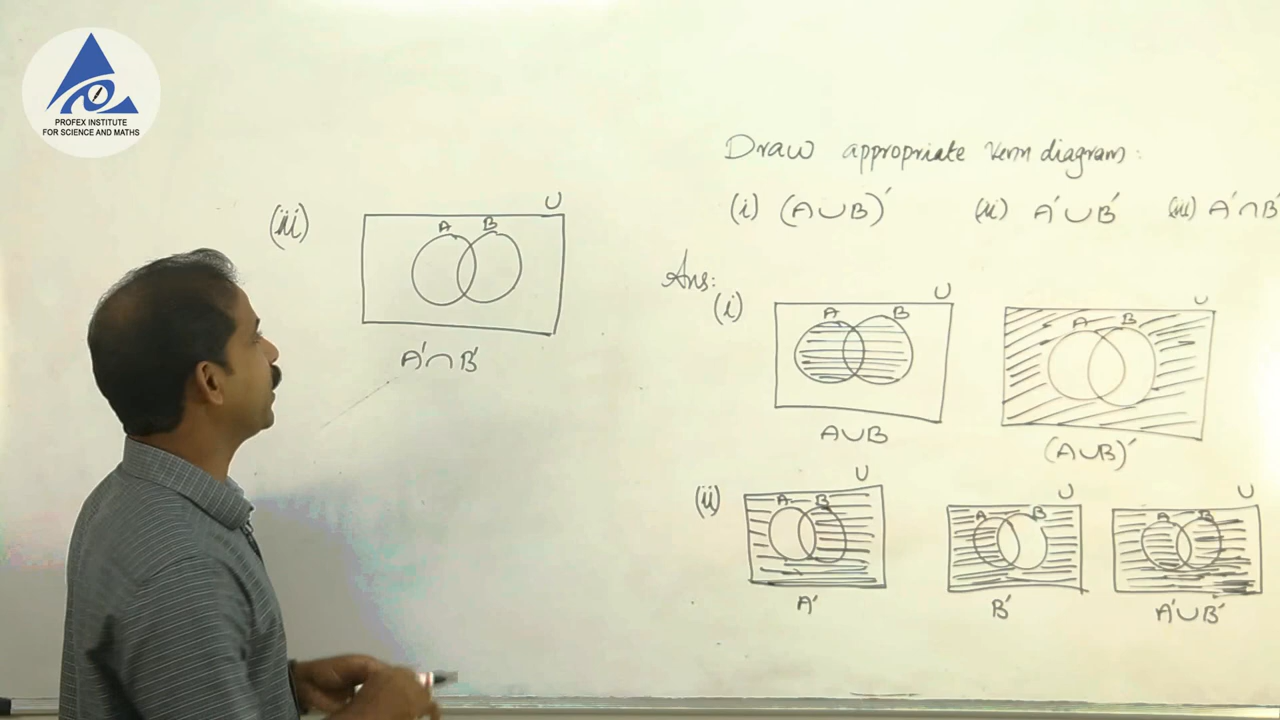 PROFEX INSTITUTE
FOR SCIENCE AND MATHS
Draw appropriate Venn diagram:
(i) (A∪B)′ (ii) A′∪B′ (iii) A′∩B′
Ans:
(i)
U
A B
A∪B
U
A B
(A∪B)′
(ii)
U
A B
A′
U
A B
B′
U
A B
A′∪B′
(iii)
U
A B
A′∩B′